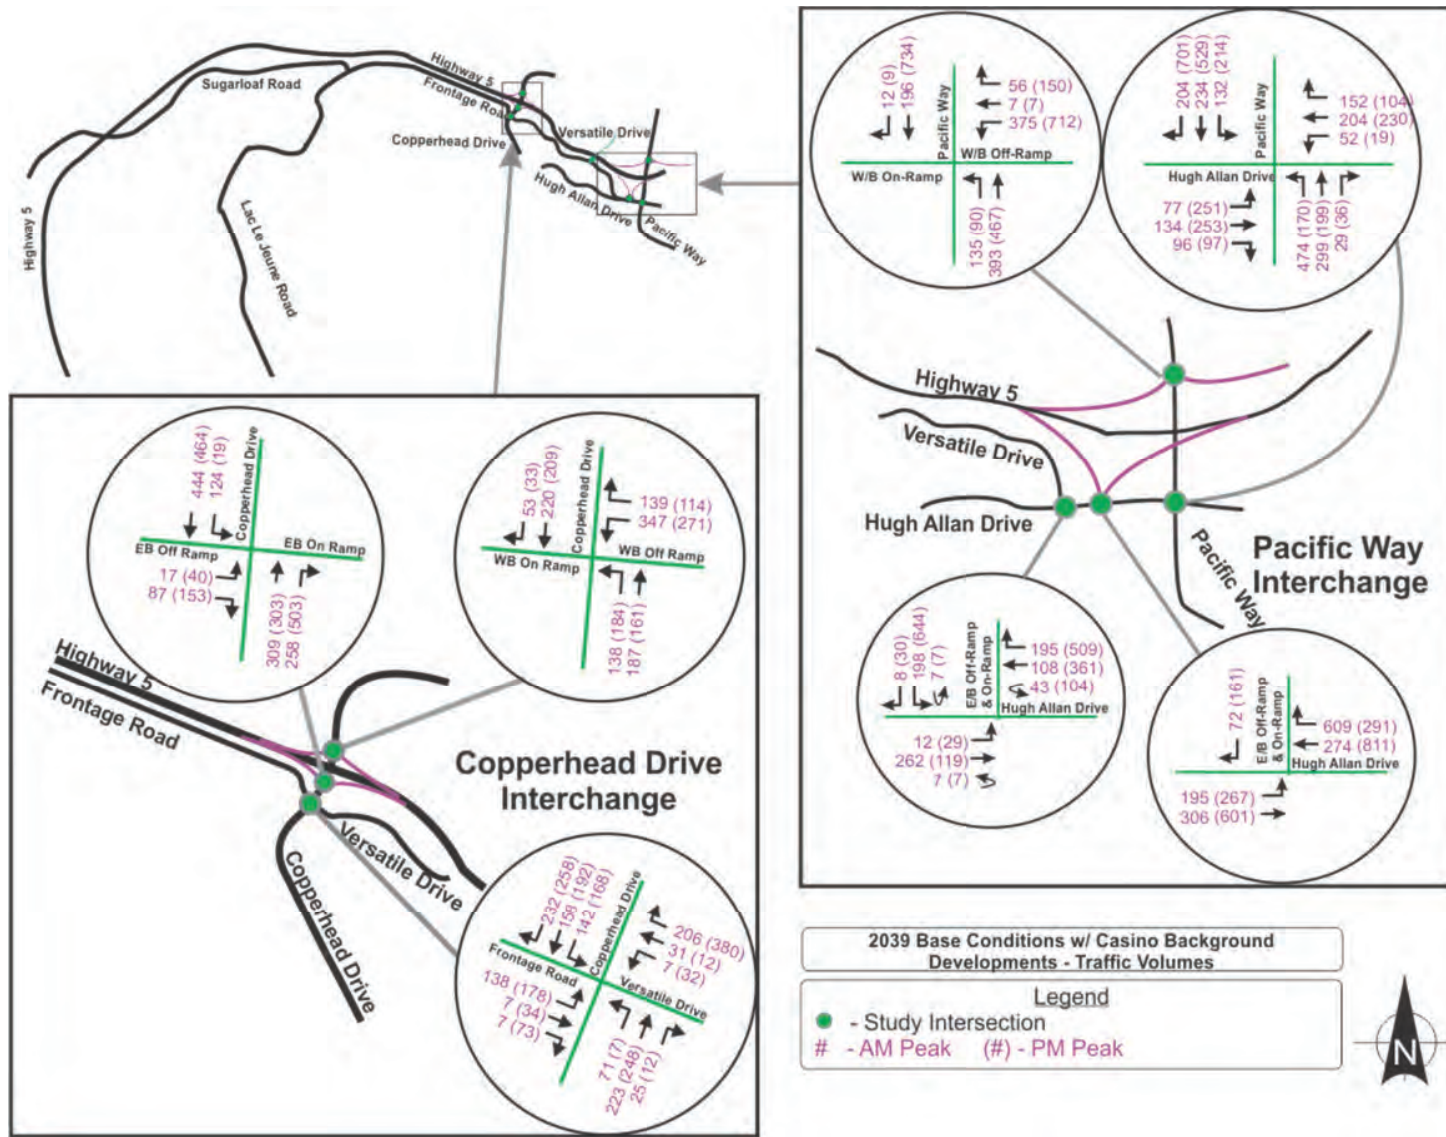 Highway 5
Sugarloaf Road
Frontage Road
Copperhead Drive
Versatile Drive
Hugh Allan Drive
Pacific Way
Highway 5
Lac Le Jeune Road
12 (9)
196 (734)
Pacific Way
56 (150)
7 (7)
375 (712)
W/B Off-Ramp
W/B On-Ramp
135 (90)
393 (467)
204 (701)
234 (529)
132 (214)
Pacific Way
152 (104)
204 (230)
52 (19)
Hugh Allan Drive
77 (251)
134 (253)
96 (97)
474 (170)
299 (199)
29 (36)
Highway 5
Versatile Drive
Hugh Allan Drive
Pacific Way
Pacific Way
Interchange
8 (30)
198 (644)
7 (7)
E/B Off-Ramp
& On-Ramp
195 (509)
108 (361)
43 (104)
Hugh Allan Drive
12 (29)
262 (119)
7 (7)
72 (161)
E/B Off-Ramp
& On-Ramp
609 (291)
274 (811)
Hugh Allan Drive
195 (267)
306 (601)
444 (464)
124 (19)
Copperhead Drive
EB Off Ramp
EB On Ramp
17 (40)
87 (153)
309 (303)
258 (503)
53 (33)
220 (209)
Copperhead Drive
139 (114)
347 (271)
WB Off Ramp
WB On Ramp
138 (184)
187 (161)
Highway 5
Frontage Road
Copperhead Drive
Interchange
Versatile Drive
Copperhead Drive
232 (258)
158 (192)
142 (168)
Copperhead Drive
206 (380)
31 (12)
7 (32)
Frontage Road
Versatile Drive
138 (178)
7 (34)
7 (73)
71 (7)
223 (248)
25 (12)
2039 Base Conditions w/ Casino Background
Developments - Traffic Volumes
Legend
- Study Intersection
# - AM Peak (#) - PM Peak
N